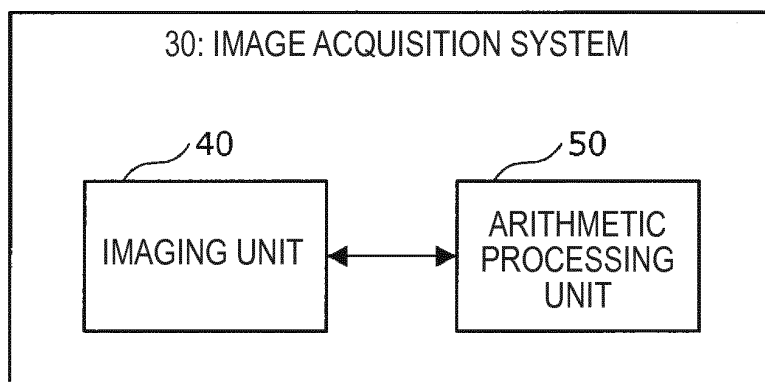 30: IMAGE ACQUISITION SYSTEM
40
50
IMAGING UNIT
ARITHMETIC
PROCESSING
UNIT